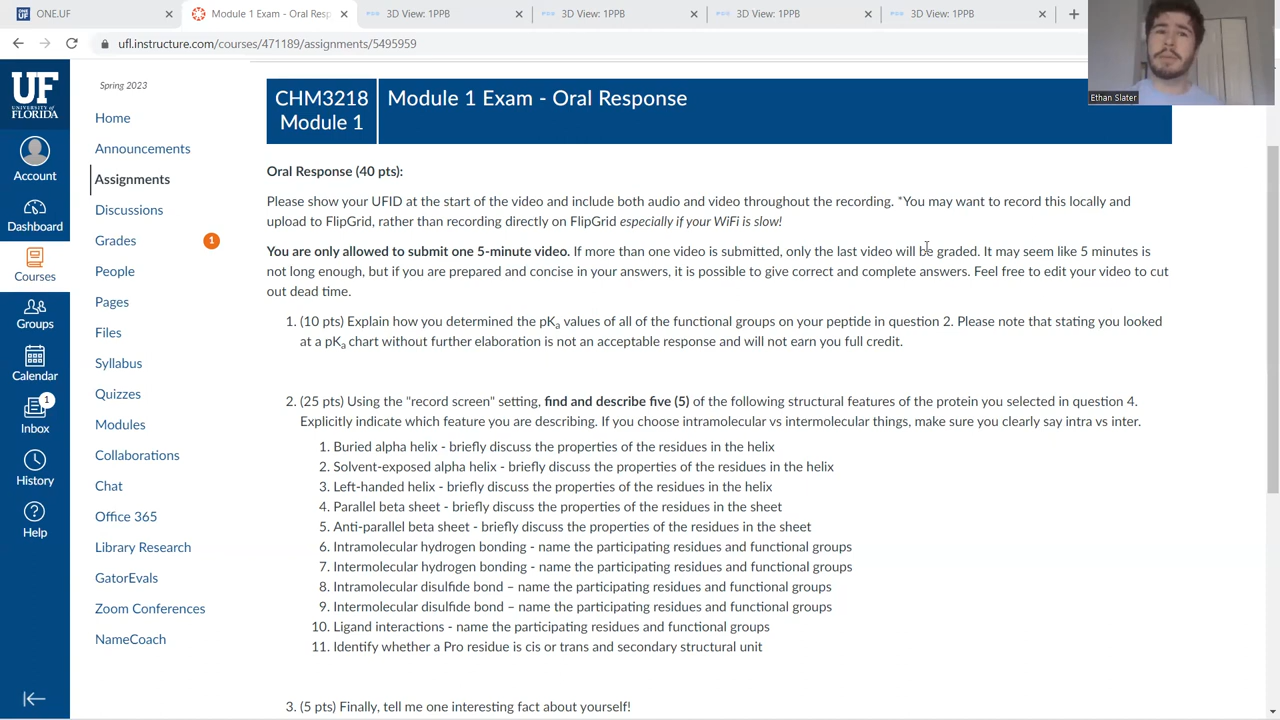 ONE.UF
Module 1 Exam - Oral Resp
3D View: 1PPB
3D View: 1PPB
3D View: 1PPB
3D View: 1PPB
ufl.instructure.com/courses/471189/assignments/5495959
Ethan Slater
UF
UNIVERSITY of
FLORIDA
Account
Dashboard
Courses
Groups
Calendar
1
Inbox
History
Help
Spring 2023
Home
Announcements
Assignments
Discussions
Grades 1
People
Pages
Files
Syllabus
Quizzes
Modules
Collaborations
Chat
Office 365
Library Research
GatorEvals
Zoom Conferences
NameCoach
CHM3218
Module 1
Module 1 Exam - Oral Response
Oral Response (40 pts):
Please show your UFID at the start of the video and include both audio and video throughout the recording. *You may want to record this locally and
upload to FlipGrid, rather than recording directly on FlipGrid especially if your WiFi is slow!
You are only allowed to submit one 5-minute video. If more than one video is submitted, only the last video will be graded. It may seem like 5 minutes is
not long enough, but if you are prepared and concise in your answers, it is possible to give correct and complete answers. Feel free to edit your video to cut
out dead time.
1. (10 pts) Explain how you determined the pKa values of all of the functional groups on your peptide in question 2. Please note that stating you looked
at a pKa chart without further elaboration is not an acceptable response and will not earn you full credit.
2. (25 pts) Using the "record screen" setting, find and describe five (5) of the following structural features of the protein you selected in question 4.
Explicitly indicate which feature you are describing. If you choose intramolecular vs intermolecular things, make sure you clearly say intra vs inter.
1. Buried alpha helix - briefly discuss the properties of the residues in the helix
2. Solvent-exposed alpha helix - briefly discuss the properties of the residues in the helix
3. Left-handed helix - briefly discuss the properties of the residues in the helix
4. Parallel beta sheet - briefly discuss the properties of the residues in the sheet
5. Anti-parallel beta sheet - briefly discuss the properties of the residues in the sheet
6. Intramolecular hydrogen bonding - name the participating residues and functional groups
7. Intermolecular hydrogen bonding - name the participating residues and functional groups
8. Intramolecular disulfide bond – name the participating residues and functional groups
9. Intermolecular disulfide bond – name the participating residues and functional groups
10. Ligand interactions - name the participating residues and functional groups
11. Identify whether a Pro residue is cis or trans and secondary structural unit
3. (5 pts) Finally, tell me one interesting fact about yourself!